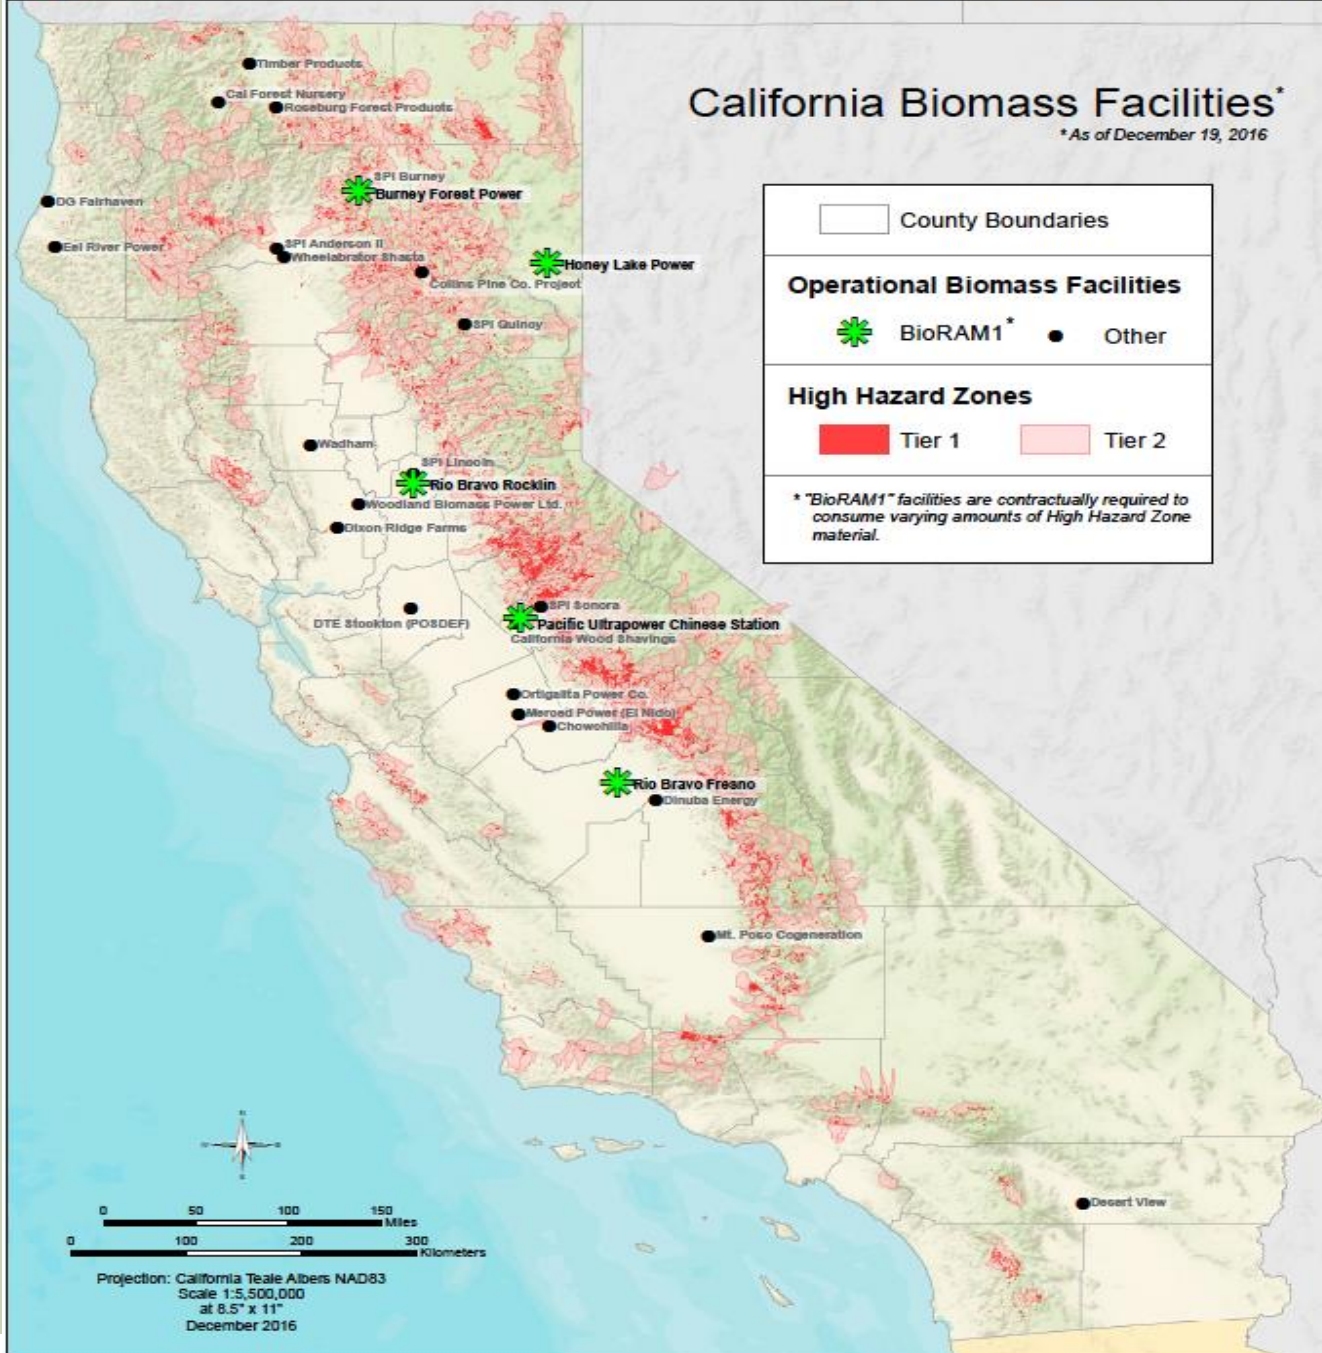 California Biomass Facilities*
* As of December 19, 2016
County Boundaries
Operational Biomass Facilities
BioRAM1*
Other
High Hazard Zones
Tier 1
Tier 2
* "BioRAM1" facilities are contractually required to
consume varying amounts of High Hazard Zone
material.
Timber Products
Cal Forest Nursery
Roseburg Forest Products
SPI Burney
Burney Forest Power
DG Fairhaven
Eel River Power
SPI Anderson II
Wheelabrator Shasta
Honey Lake Power
Collins Pine Co. Project
SPI Quincy
Wadham
SPI Lincoln
Rio Bravo Rocklin
Woodland Biomass Power Ltd.
Dixon Ridge Farms
SPI Sonora
DTE Stockton (POSDEF)
Pacific Ultrapower Chinese Station
California Wood Shavings
Ortigalita Power Co.
Merced Power (El Nido)
Chowchilla
Rio Bravo Fresno
Dinuba Energy
Mt. Poso Cogeneration
Desert View
0 50 100 150
Miles
0 100 200 300
Kilometers
Projection: California Teale Albers NAD83
Scale 1:5,500,000
at 8.5" x 11"
December 2016